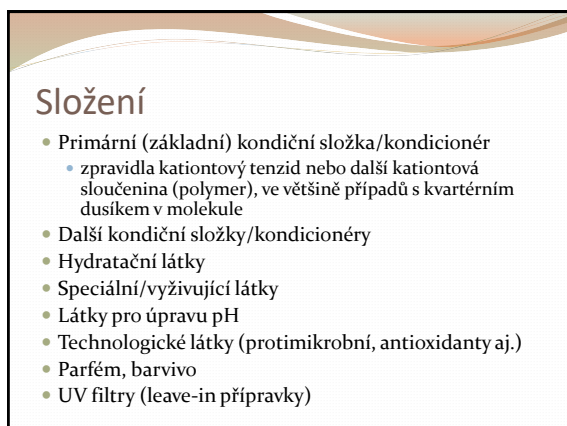 Složení
Primární (základní) kondiční složka/kondicionér
zpravidla kationtový tenzid nebo další kationtová
sloučenina (polymer), ve většině případů s kvartérním
dusíkem v molekule
Další kondiční složky/kondicionéry
Hydratační látky
Speciální/vyživující látky
Látky pro úpravu pH
Technologické látky (protimikrobní, antioxidanty aj.)
Parfém, barvivo
UV filtry (leave-in přípravky)